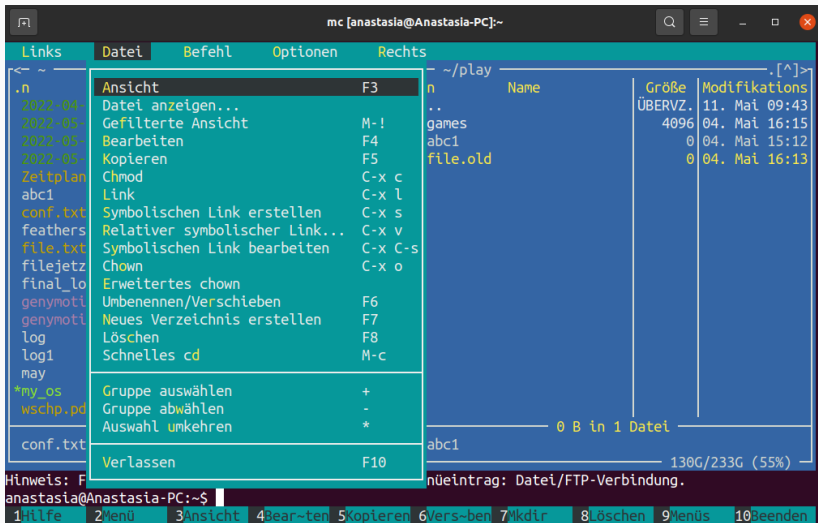 mc [anastasia@Anastasia-PC]:~
Links Datei Befehl Optionen Rechts
<─ ~ ─ ~/play .[^]>
.n n Name Größe Modifikations
2022-04- .. ÜBERVZ. 11. Mai 09:43
2022-05- games 4096 04. Mai 16:15
2022-05- abc1 0 04. Mai 15:12
2022-05- file.old 0 04. Mai 16:13
Zeitplan
abc1
conf.txt
feathers
file.txt
filejetz
final_lo
genymoti
genymoti
log
log1
may
*my_os
wschp.pd
0 B in 1 Datei
conf.txt abc1
130G/233G (55%)
Ansicht F3
Datei anzeigen...
Gefilterte Ansicht M-!
Bearbeiten F4
Kopieren F5
Chmod C-x c
Link C-x l
Symbolischen Link erstellen C-x s
Relativer symbolischer Link... C-x v
Symbolischen Link bearbeiten C-x C-s
Chown C-x o
Erweitertes chown
Umbenennen/Verschieben F6
Neues Verzeichnis erstellen F7
Löschen F8
Schnelles cd M-c
Gruppe auswählen +
Gruppe abwählen -
Auswahl umkehren *
Verlassen F10
Hinweis: F nüeintrag: Datei/FTP-Verbindung.
anastasia@Anastasia-PC:~$
1Hilfe 2Menü 3Ansicht 4Bear~ten 5Kopieren 6Vers~ben 7Mkdir 8Löschen 9Menüs 10Beenden